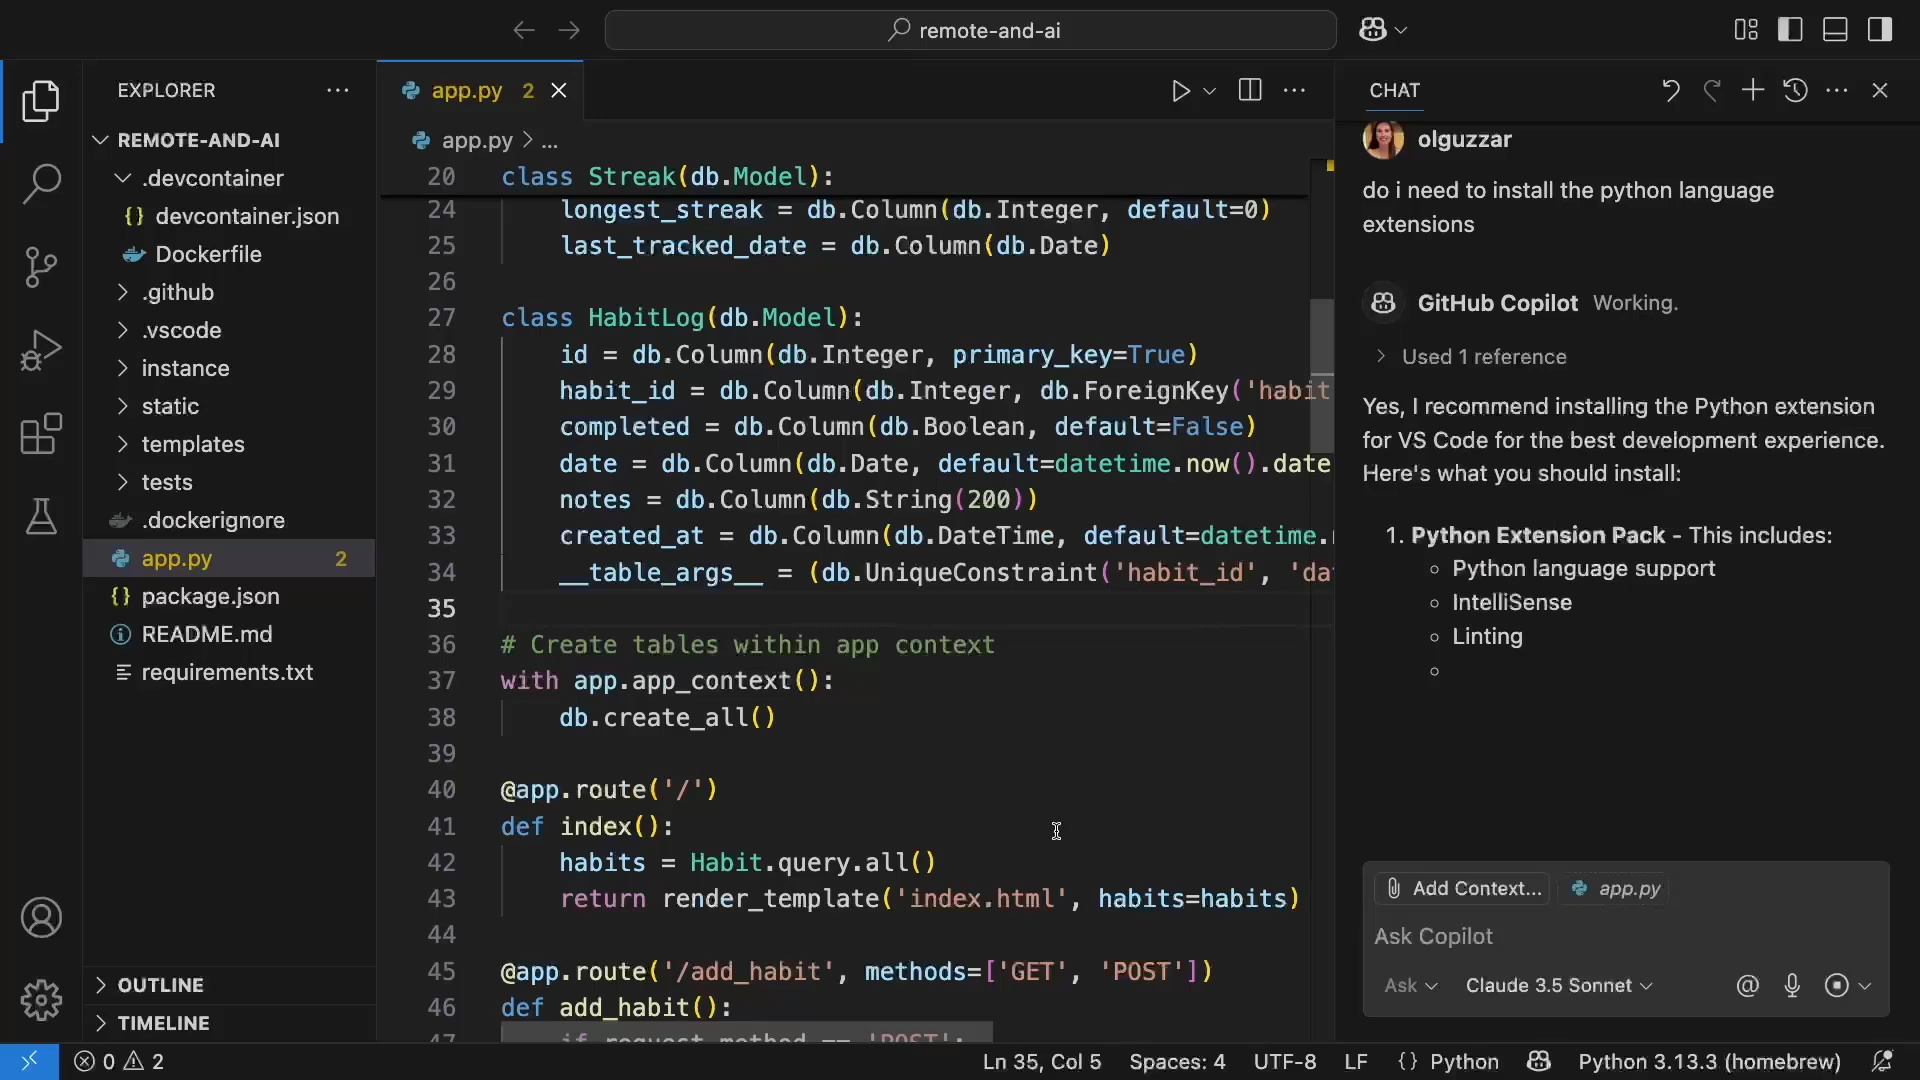 remote-and-ai
EXPLORER
REMOTE-AND-AI
.devcontainer
{} devcontainer.json
Dockerfile
.github
.vscode
instance
static
templates
tests
.dockerignore
app.py 2
{} package.json
README.md
requirements.txt
OUTLINE
TIMELINE
app.py 2
app.py > ...
20 class Streak(db.Model):
24 longest_streak = db.Column(db.Integer, default=0)
25 last_tracked_date = db.Column(db.Date)
26
27 class HabitLog(db.Model):
28 id = db.Column(db.Integer, primary_key=True)
29 habit_id = db.Column(db.Integer, db.ForeignKey('habit
30 completed = db.Column(db.Boolean, default=False)
31 date = db.Column(db.Date, default=datetime.now().date
32 notes = db.Column(db.String(200))
33 created_at = db.Column(db.DateTime, default=datetime.
34 __table_args__ = (db.UniqueConstraint('habit_id', 'da
35
36 # Create tables within app context
37 with app.app_context():
38 db.create_all()
39
40 @app.route('/')
41 def index():
42 habits = Habit.query.all()
43 return render_template('index.html', habits=habits)
44
45 @app.route('/add_habit', methods=['GET', 'POST'])
46 def add_habit():
47 if request.method == 'POST':
CHAT
olguzzar
do i need to install the python language
extensions
GitHub Copilot Working.
Used 1 reference
Yes, I recommend installing the Python extension
for VS Code for the best development experience.
Here's what you should install:
1. Python Extension Pack - This includes:
Python language support
IntelliSense
Linting
Add Context... app.py
Ask Copilot
Ask Claude 3.5 Sonnet @
0 2 Ln 35, Col 5 Spaces: 4 UTF-8 LF {} Python Python 3.13.3 (homebrew)